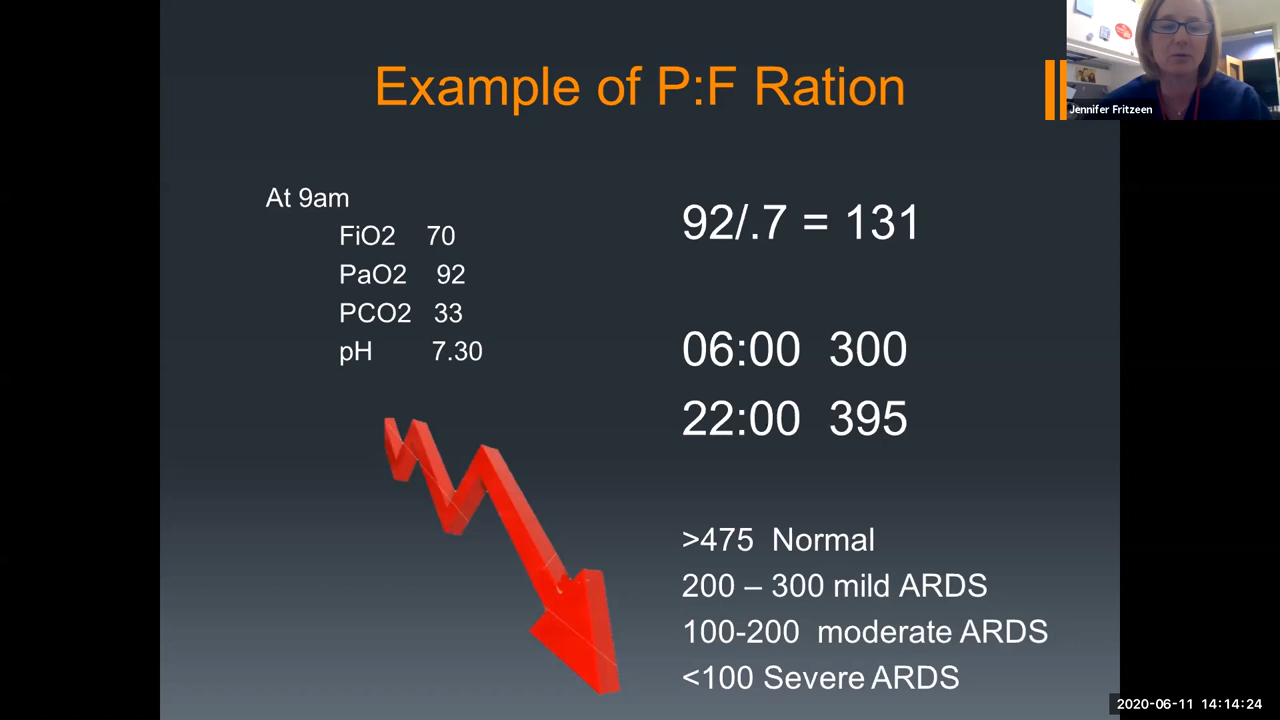 Example of P:F Ration
Jennifer Fritzeen
At 9am
FiO2 70
PaO2 92
PCO2 33
pH 7.30
92/.7 = 131
06:00 300
22:00 395
>475 Normal
200 – 300 mild ARDS
100-200 moderate ARDS
<100 Severe ARDS
2020-06-11 14:14:24